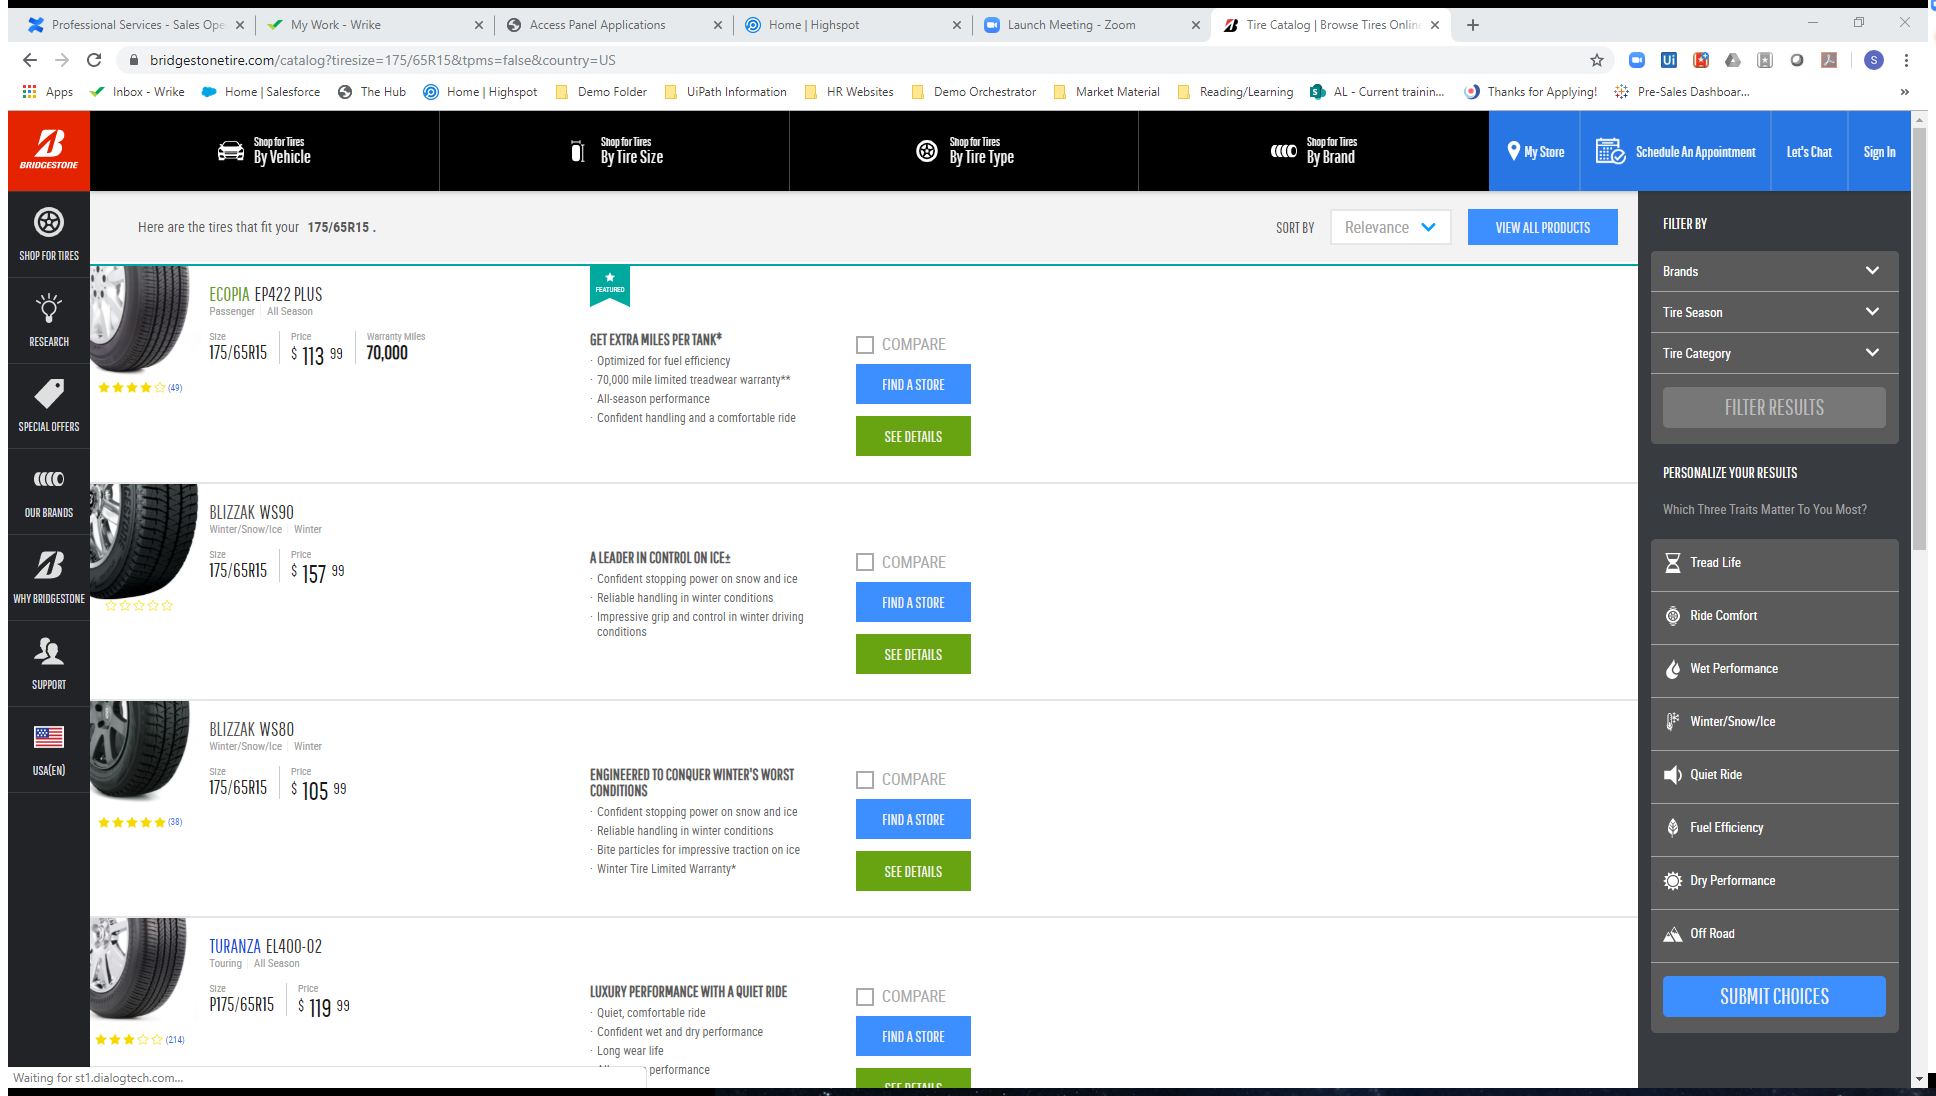 Professional Services - Sales Ope
My Work - Wrike
Access Panel Applications
Home | Highspot
Launch Meeting - Zoom
Tire Catalog | Browse Tires Online
bridgestonetire.com/catalog?tiresize=175/65R15&tpms=false&country=US
Apps
Inbox - Wrike
Home | Salesforce
The Hub
Home | Highspot
Demo Folder
UiPath Information
HR Websites
Demo Orchestrator
Market Material
Reading/Learning
AL - Current trainin...
Thanks for Applying!
Pre-Sales Dashboar...
BRIDGESTONE
Shop for Tires
By Vehicle
Shop for Tires
By Tire Size
Shop for Tires
By Tire Type
Shop for Tires
By Brand
My Store
Schedule An Appointment
Let's Chat
Sign In
SHOP FOR TIRES
RESEARCH
SPECIAL OFFERS
OUR BRANDS
WHY BRIDGESTONE
SUPPORT
USA(EN)
Here are the tires that fit your 175/65R15 .
SORT BY
Relevance
VIEW ALL PRODUCTS
ECOPIA EP422 PLUS
Passenger | All Season
Size
175/65R15
Price
$ 113 99
Warranty Miles
70,000
(49)
FEATURED
GET EXTRA MILES PER TANK*
· Optimized for fuel efficiency
· 70,000 mile limited treadwear warranty**
· All-season performance
· Confident handling and a comfortable ride
COMPARE
FIND A STORE
SEE DETAILS
BLIZZAK WS90
Winter/Snow/Ice | Winter
Size
175/65R15
Price
$ 157 99
A LEADER IN CONTROL ON ICE±
· Confident stopping power on snow and ice
· Reliable handling in winter conditions
· Impressive grip and control in winter driving
conditions
COMPARE
FIND A STORE
SEE DETAILS
BLIZZAK WS80
Winter/Snow/Ice | Winter
Size
175/65R15
Price
$ 105 99
(38)
ENGINEERED TO CONQUER WINTER'S WORST
CONDITIONS
· Confident stopping power on snow and ice
· Reliable handling in winter conditions
· Bite particles for impressive traction on ice
· Winter Tire Limited Warranty*
COMPARE
FIND A STORE
SEE DETAILS
TURANZA EL400-02
Touring | All Season
Size
P175/65R15
Price
$ 119 99
(214)
LUXURY PERFORMANCE WITH A QUIET RIDE
· Quiet, comfortable ride
· Confident wet and dry performance
· Long wear life
performance
COMPARE
FIND A STORE
SEE DETAILS
FILTER BY
Brands
Tire Season
Tire Category
FILTER RESULTS
PERSONALIZE YOUR RESULTS
Which Three Traits Matter To You Most?
Tread Life
Ride Comfort
Wet Performance
Winter/Snow/Ice
Quiet Ride
Fuel Efficiency
Dry Performance
Off Road
SUBMIT CHOICES
Waiting for st1.dialogtech.com...